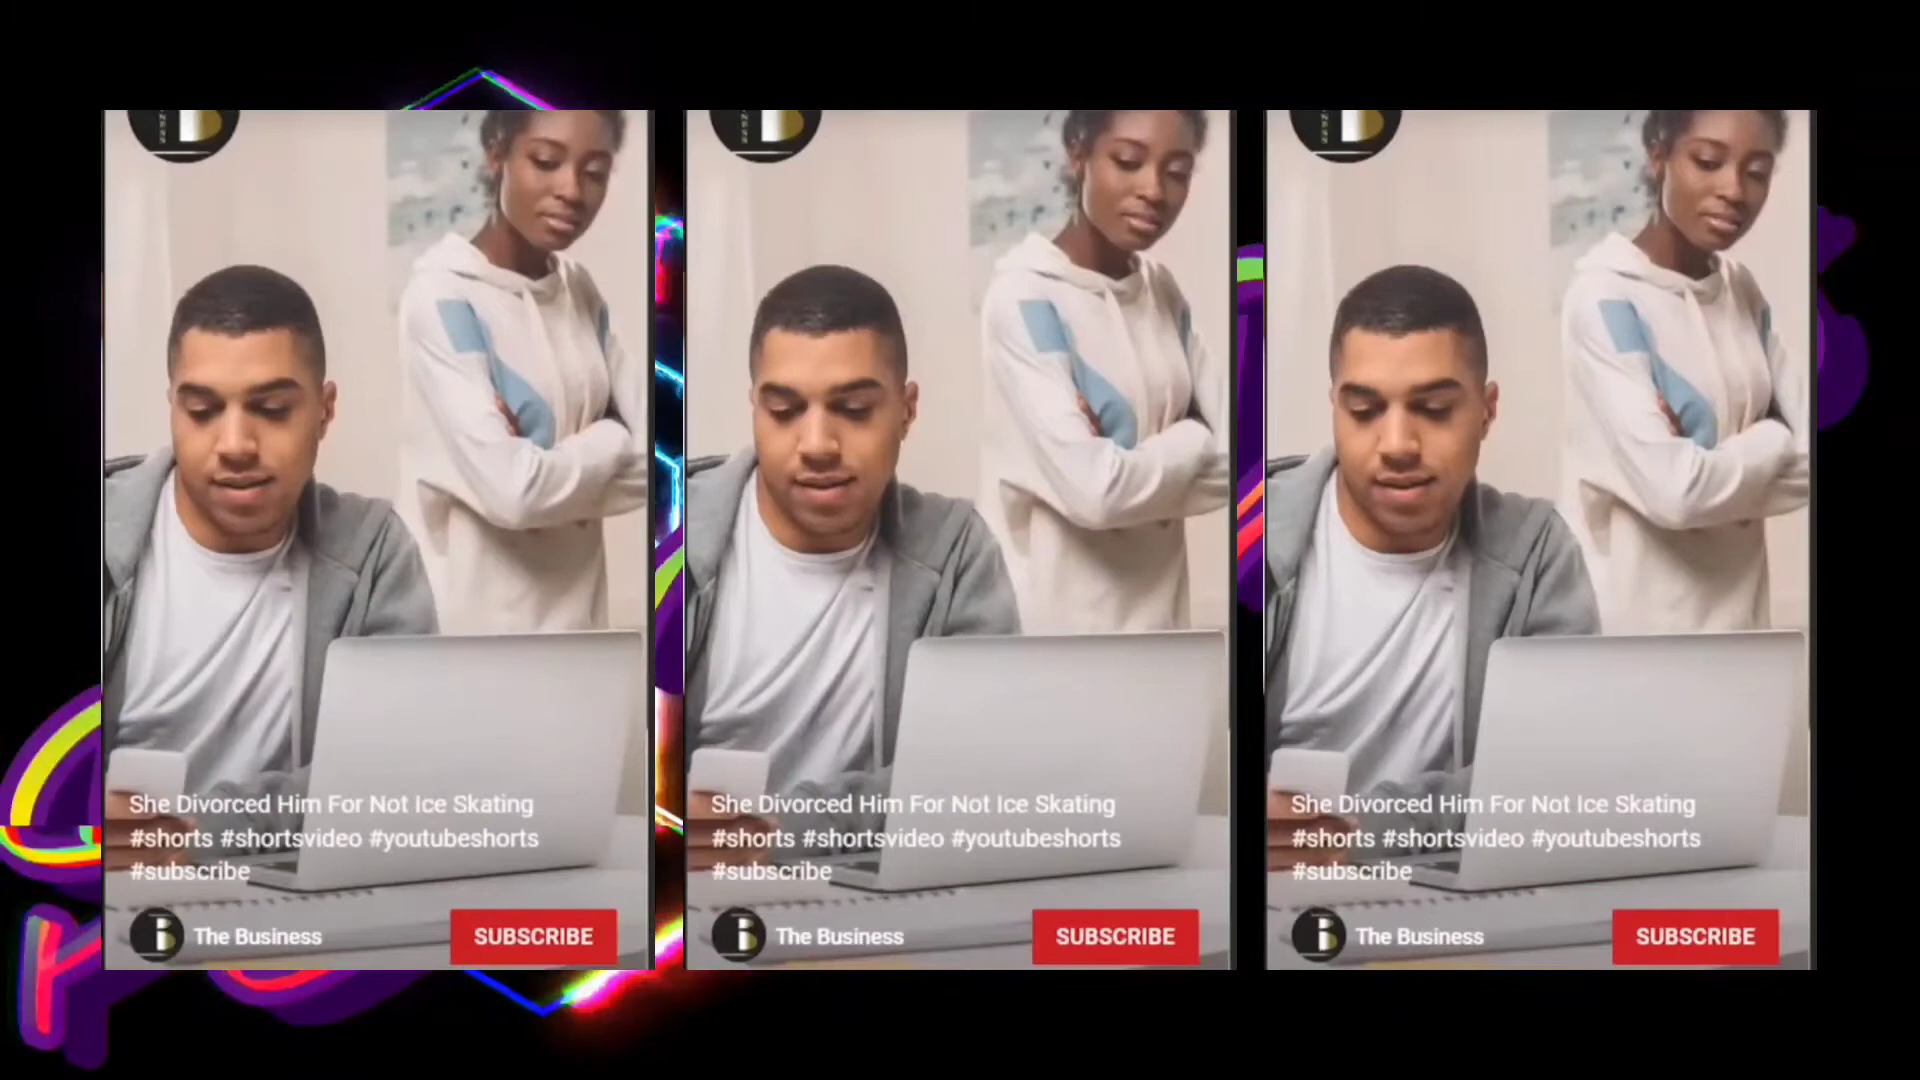 She Divorced Him For Not Ice Skating
#shorts #shortsvideo #youtubeshorts
#subscribe
The Business
SUBSCRIBE
She Divorced Him For Not Ice Skating
#shorts #shortsvideo #youtubeshorts
#subscribe
The Business
SUBSCRIBE
She Divorced Him For Not Ice Skating
#shorts #shortsvideo #youtubeshorts
#subscribe
The Business
SUBSCRIBE